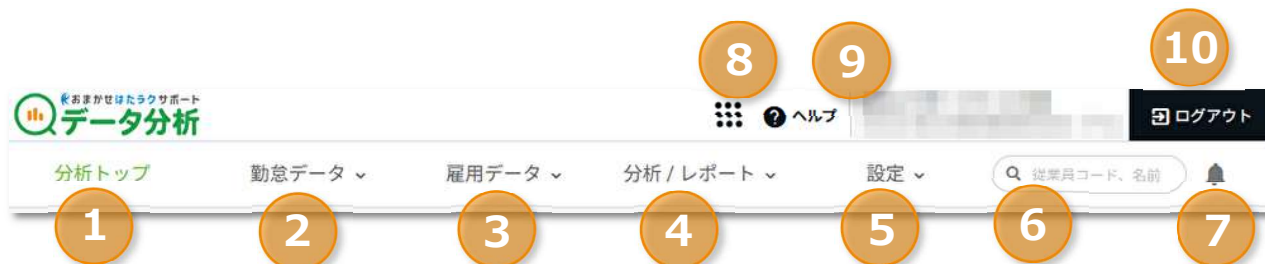 8 9 10
おまかせはたらくサポート
データ分析
ヘルプ
ログアウト
分析トップ 勤怠データ 雇用データ 分析 / レポート 設定 従業員コード、名前
1 2 3 4 5 6 7